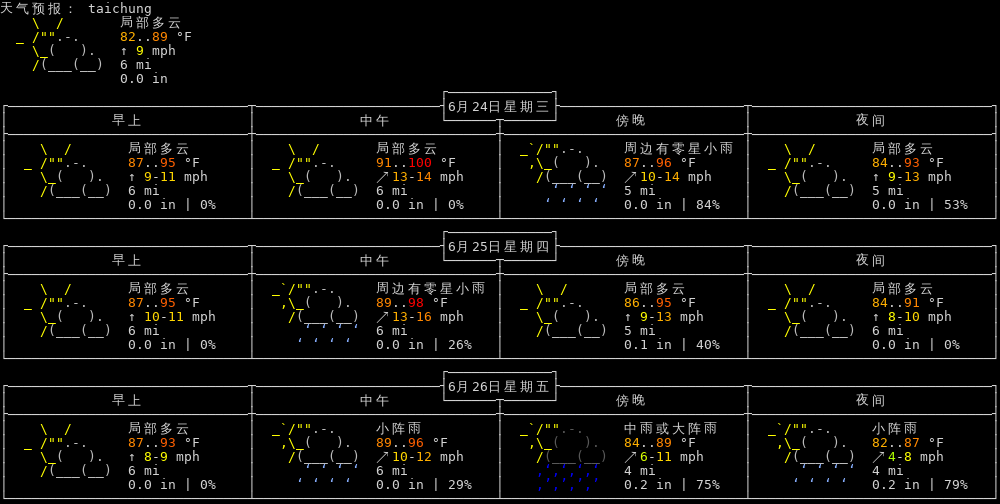 天气预报： taichung
局部多云
82..89 °F
↑ 9 mph
6 mi
0.0 in
6月24日星期三
早上 中午 傍晚 夜间
局部多云 局部多云 周边有零星小雨 局部多云
87..95 °F 91..100 °F 87..96 °F 84..93 °F
↑ 9-11 mph ↗ 13-14 mph ↗ 10-14 mph ↑ 9-13 mph
6 mi 6 mi 5 mi 5 mi
0.0 in | 0% 0.0 in | 0% 0.0 in | 84% 0.0 in | 53%
6月25日星期四
早上 中午 傍晚 夜间
局部多云 周边有零星小雨 局部多云 局部多云
87..95 °F 89..98 °F 86..95 °F 84..91 °F
↑ 10-11 mph ↗ 13-16 mph ↑ 9-13 mph ↑ 8-10 mph
6 mi 6 mi 5 mi 6 mi
0.0 in | 0% 0.0 in | 26% 0.1 in | 40% 0.0 in | 0%
6月26日星期五
早上 中午 傍晚 夜间
局部多云 小阵雨 中雨或大阵雨 小阵雨
87..93 °F 89..96 °F 84..89 °F 82..87 °F
↑ 8-9 mph ↗ 10-12 mph ↗ 6-11 mph ↗ 4-8 mph
6 mi 6 mi 4 mi 4 mi
0.0 in | 0% 0.0 in | 29% 0.2 in | 75% 0.2 in | 79%